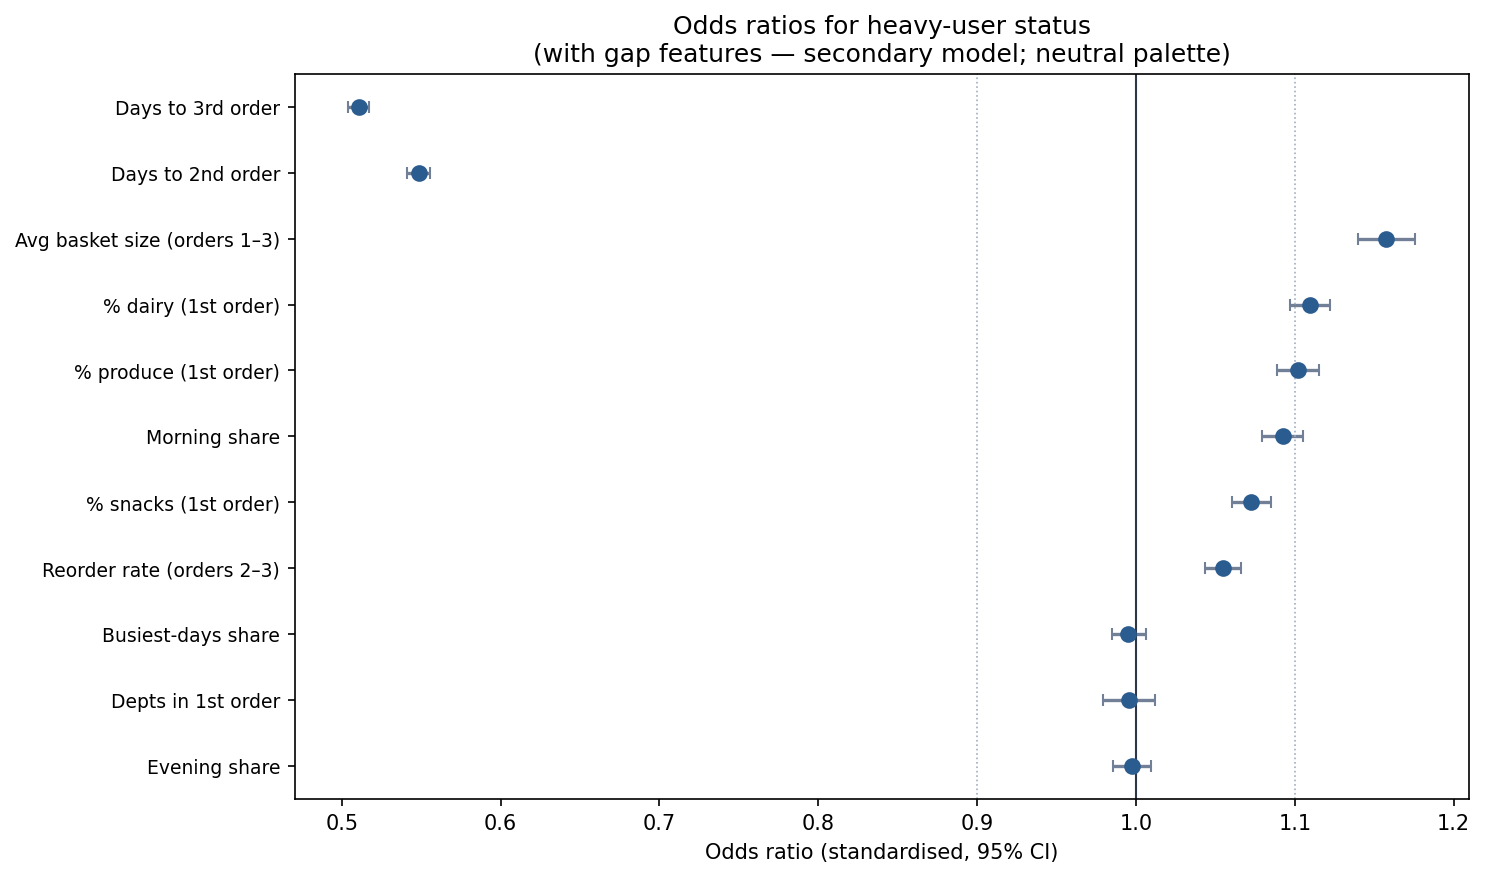 Odds ratios for heavy-user status
(with gap features — secondary model; neutral palette)
Days to 3rd order
Days to 2nd order
Avg basket size (orders 1–3)
% dairy (1st order)
% produce (1st order)
Morning share
% snacks (1st order)
Reorder rate (orders 2–3)
Busiest-days share
Depts in 1st order
Evening share
0.5 0.6 0.7 0.8 0.9 1.0 1.1 1.2
Odds ratio (standardised, 95% CI)